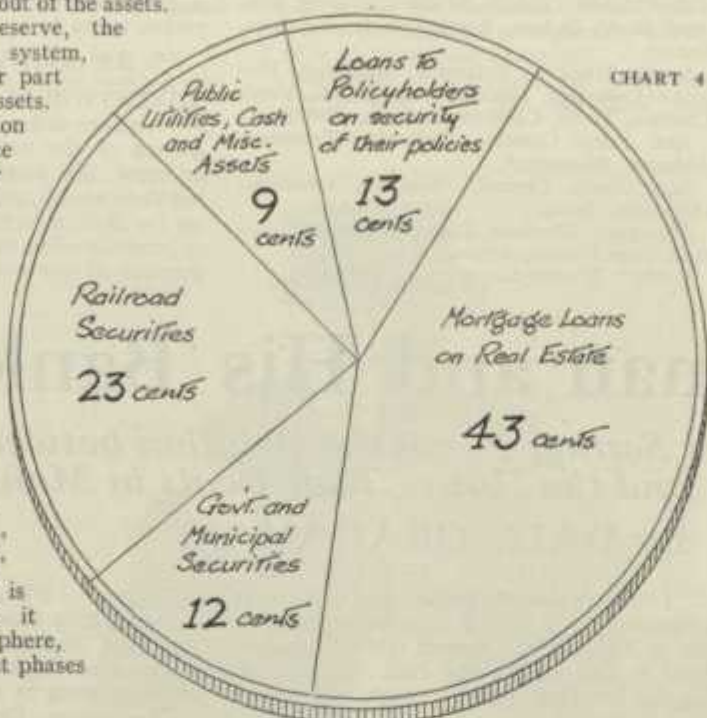 out of the assets.
eserve, the
system,
r part
ssets.
on
CHART 4
Public
Utilities, Cash
and Misc.
Assets
9
cents
Loans to
Policyholders
on security
of their policies
13
cents
Railroad
Securities
23 cents
Mortgage Loans
on Real Estate
43 cents
Gov't. and
Municipal
Securities
12 cents
is
it
phere,
t phases